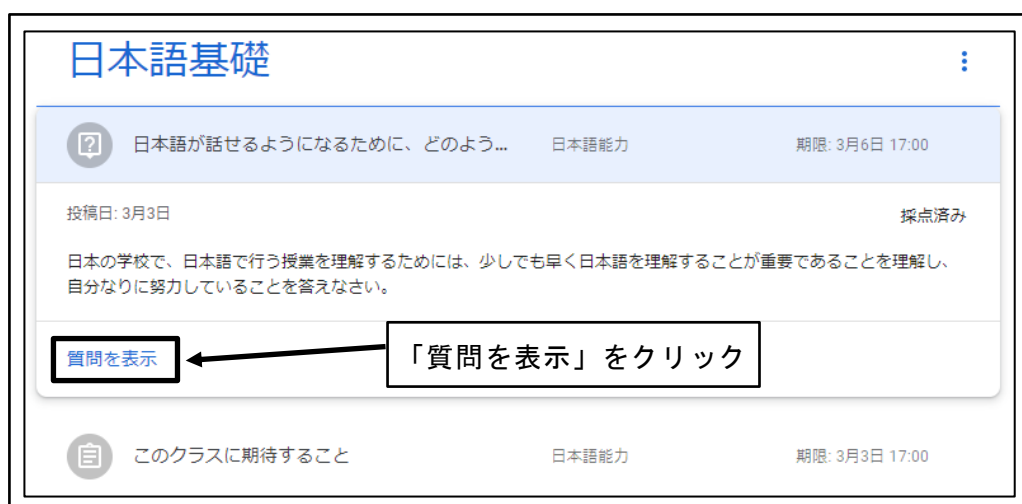 日本語基礎
日本語が話せるようになるために、どのよう... 日本語能力 期限: 3月6日 17:00
投稿日: 3月3日 採点済み
日本の学校で、日本語で行う授業を理解するためには、少しでも早く日本語を理解することが重要であることを理解し、
自分なりに努力していることを答えなさい。
質問を表示 「質問を表示」をクリック
このクラスに期待すること 日本語能力 期限: 3月3日 17:00